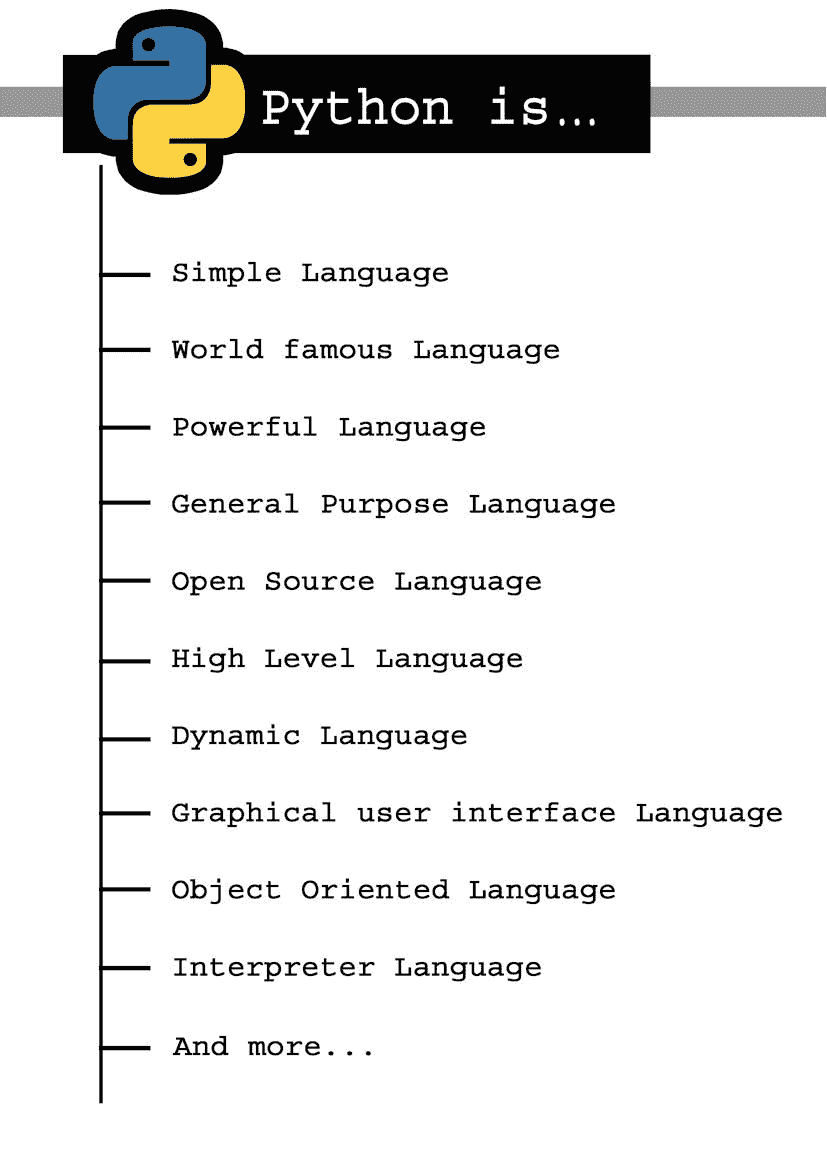 Python is...
Simple Language
World famous Language
Powerful Language
General Purpose Language
Open Source Language
High Level Language
Dynamic Language
Graphical user interface Language
Object Oriented Language
Interpreter Language
And more...